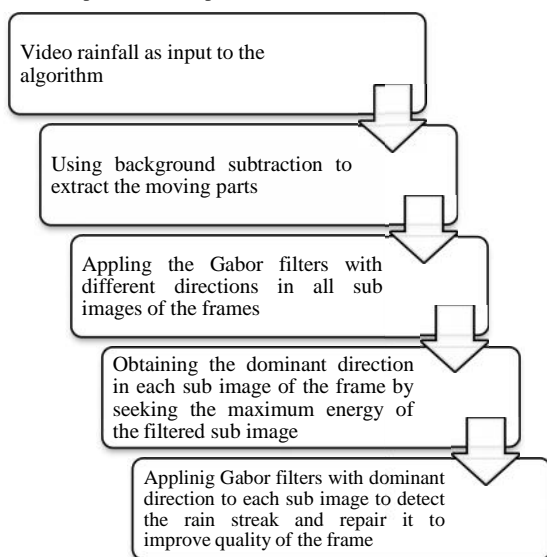 Video rainfall as input to the
algorithm
Using background subtraction to
extract the moving parts
Appling the Gabor filters with
different directions in all sub
images of the frames
Obtaining the dominant direction
in each sub image of the frame by
seeking the maximum energy of
the filtered sub image
Applinig Gabor filters with dominant
direction to each sub image to detect
the rain streak and repair it to
improve quality of the frame